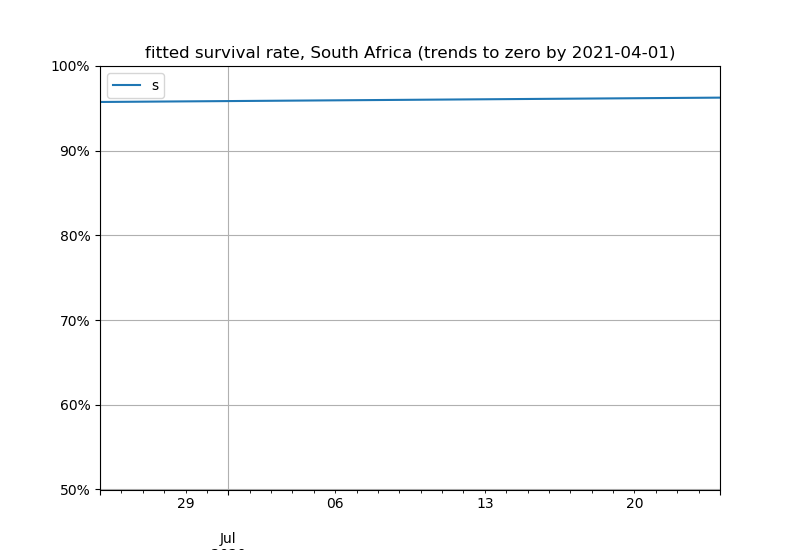 fitted survival rate, South Africa (trends to zero by 2021-04-01)
100%
s
90%
80%
70%
60%
50%
29 06 13 20
Jul